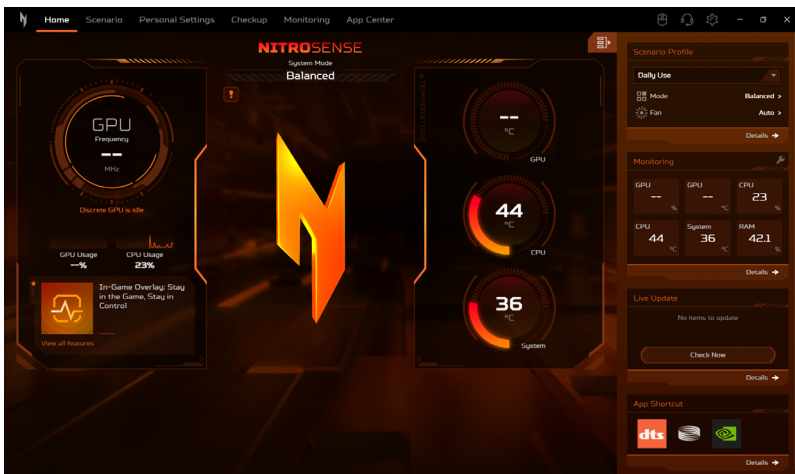 Home Scenario Personal Settings Checkup Monitoring App Center
NITROSENSE
System Mode
Balanced
GPU
Frequency
--
MHz
Discrete GPU is idle
GPU Usage
--%
CPU Usage
23%
In-Game Overlay: Stay
in the Game, Stay in
Control
View all features
TEMPERATURE
--
°C
GPU
44
°C
CPU
36
°C
System
Scenario Profile
Daily Use
Mode Balanced >
Fan Auto >
Details
Monitoring
GPU
--
%
GPU
--
°C
CPU
23
%
CPU
44
°C
System
36
°C
RAM
42.1
%
Details
Live Update
No items to update
Check Now
Details
App Shortcut
dts
Details